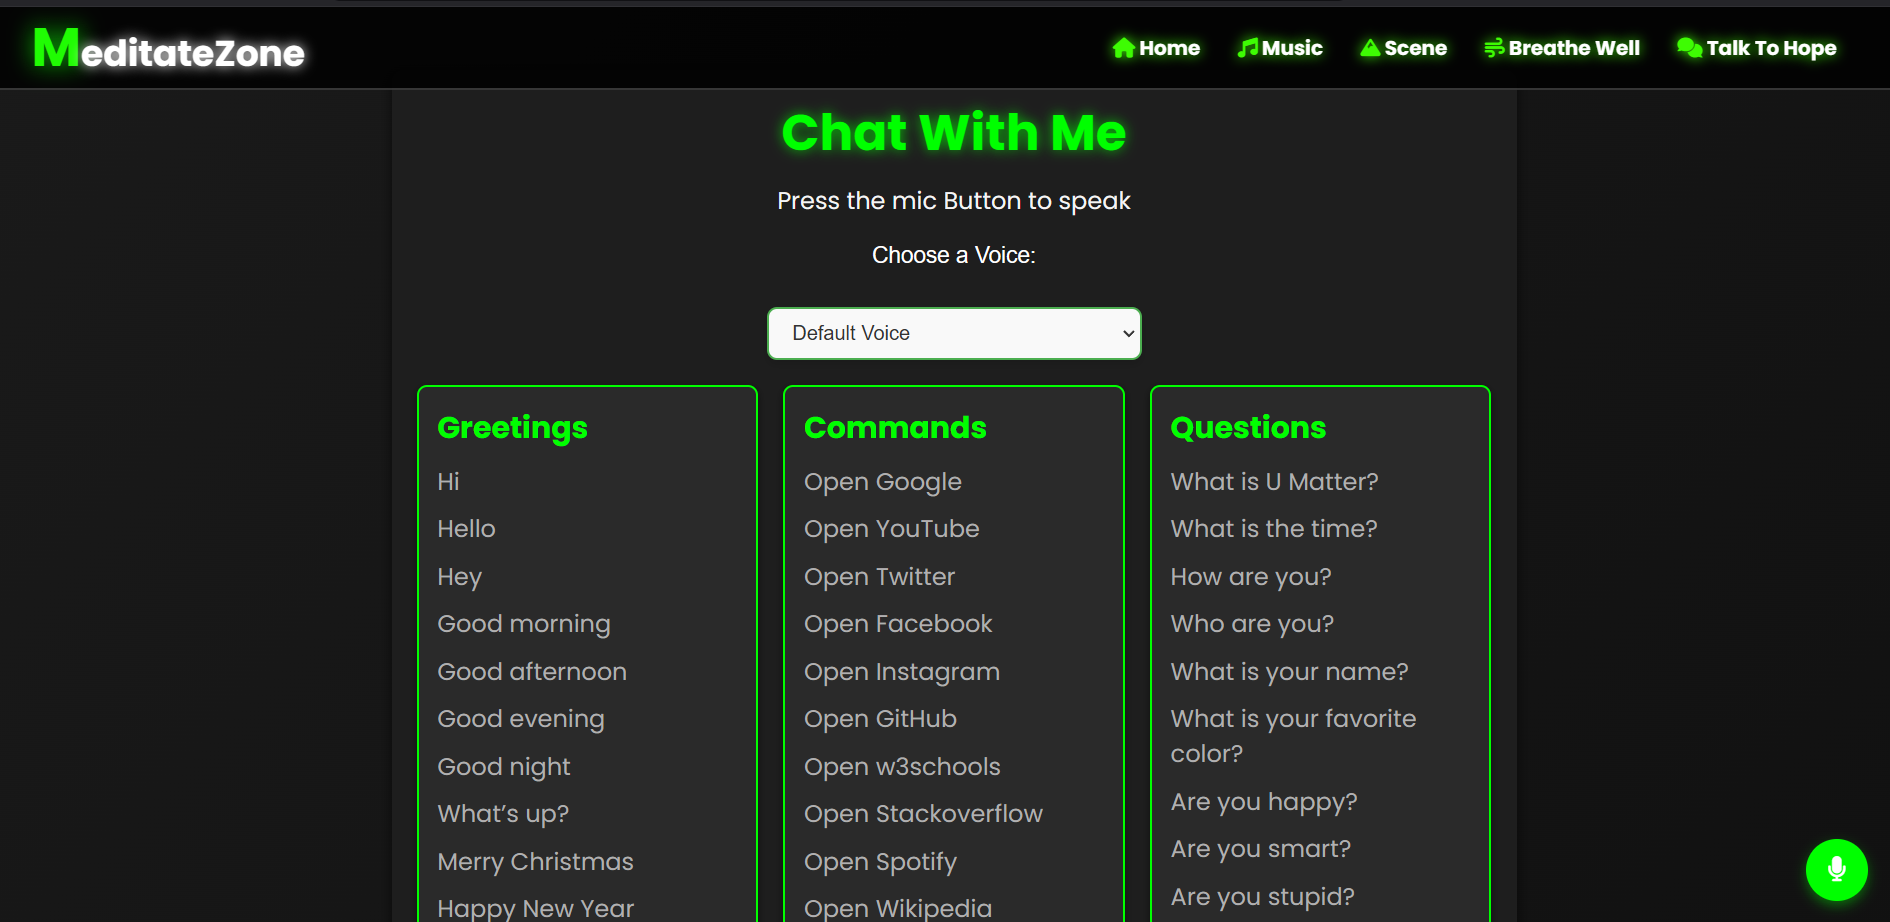 MeditateZone
Home
Music
Scene
Breathe Well
Talk To Hope
Chat With Me
Press the mic Button to speak
Choose a Voice:
Default Voice
Greetings
Hi
Hello
Hey
Good morning
Good afternoon
Good evening
Good night
What’s up?
Merry Christmas
Happy New Year
Commands
Open Google
Open YouTube
Open Twitter
Open Facebook
Open Instagram
Open GitHub
Open w3schools
Open Stackoverflow
Open Spotify
Open Wikipedia
Questions
What is U Matter?
What is the time?
How are you?
Who are you?
What is your name?
What is your favorite
color?
Are you happy?
Are you smart?
Are you stupid?